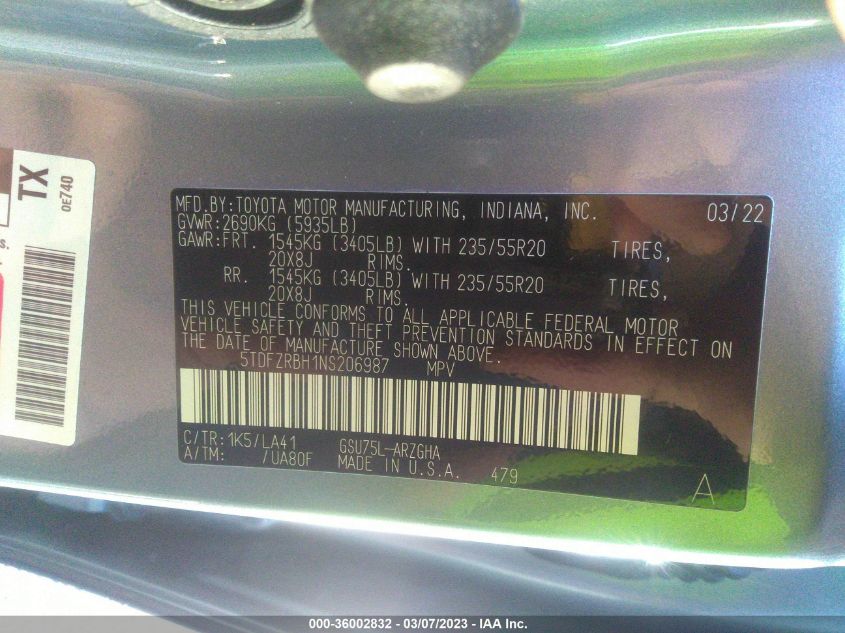 TX
0E740
s.
MFD.BY:TOYOTA MOTOR MANUFACTURING, INDIANA, INC. 03/22
GVWR:2690KG (5935LB)
GAWR:FRT. 1545KG (3405LB) WITH 235/55R20 TIRES,
20X8J RIMS.
RR. 1545KG (3405LB) WITH 235/55R20 TIRES,
20X8J RIMS.
THIS VEHICLE CONFORMS TO ALL APPLICABLE FEDERAL MOTOR
VEHICLE SAFETY AND THEFT PREVENTION STANDARDS IN EFFECT ON
THE DATE OF MANUFACTURE SHOWN ABOVE.
5TDFZRBH1NS206987 MPV
C/TR:1K5/LA41 GSU75L-ARZGHA
A/TM: /UA80F MADE IN U.S.A. 479
A
000-36002832 - 03/07/2023 - IAA Inc.